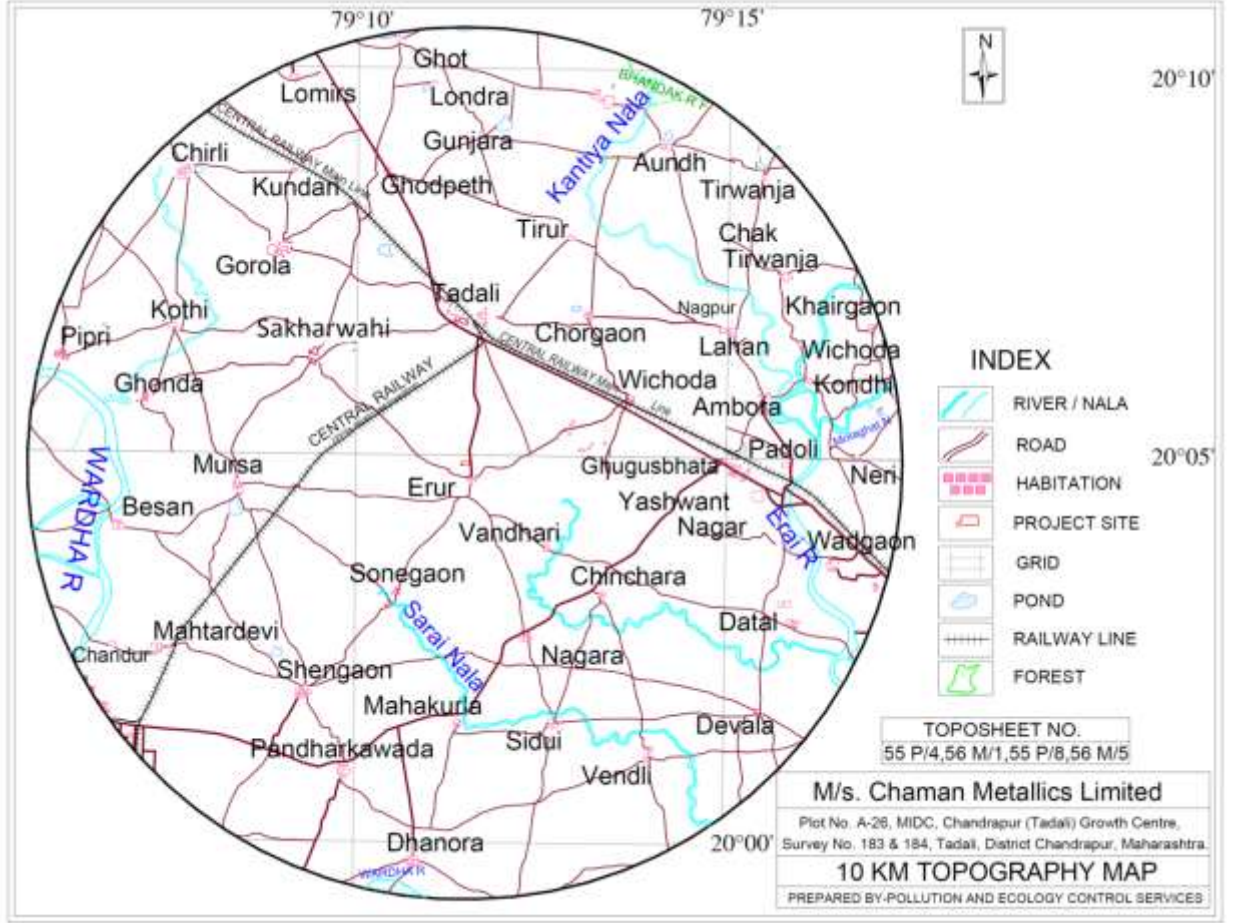 79°10'
79°15'
N
20°10'
Ghot
Lomirs
Londra
BHANDAK R F
CENTRAL RAILWAY Main Link
Gunjara
Kantiya Nala
Chirli
Kundan
Ghodpeth
Aundh
Tirwanja
Tirur
Chak
Tirwanja
Gorola
Tadali
Khairgaon
Kothi
Nagpur
Pipri
Sakharwahi
Chorgaon
Lahan
Wichoda
CENTRAL RAILWAY Main Link
INDEX
Ghonda
Wichoda
Kondhi
CENTRAL RAILWAY
Ambora
RIVER / NALA
ROAD
Mursa
Padoli
20°05'
Ghugusbhata
Neri
Erur
HABITATION
WARDHA R
Besan
Yashwant
Nagar
PROJECT SITE
Vandhari
Erai R
Wadgaon
GRID
Sonegaon
Chinchara
POND
Sarai Nala
Datal
Mahtardevi
RAILWAY LINE
Chandur
Shengaon
Nagara
FOREST
Mahakurla
Devala
TOPOSHEET NO.
Pandharkawada
Sidui
55 P/4,56 M/1,55 P/8,56 M/5
Vendli
M/s. Chaman Metallics Limited
Plot No. A-26, MIDC, Chandrapur (Tadali) Growth Centre,
Dhanora
20°00'
Survey No. 183 & 184, Tadali, District Chandrapur, Maharashtra.
WARDHA R
10 KM TOPOGRAPHY MAP
PREPARED BY-POLLUTION AND ECOLOGY CONTROL SERVICES